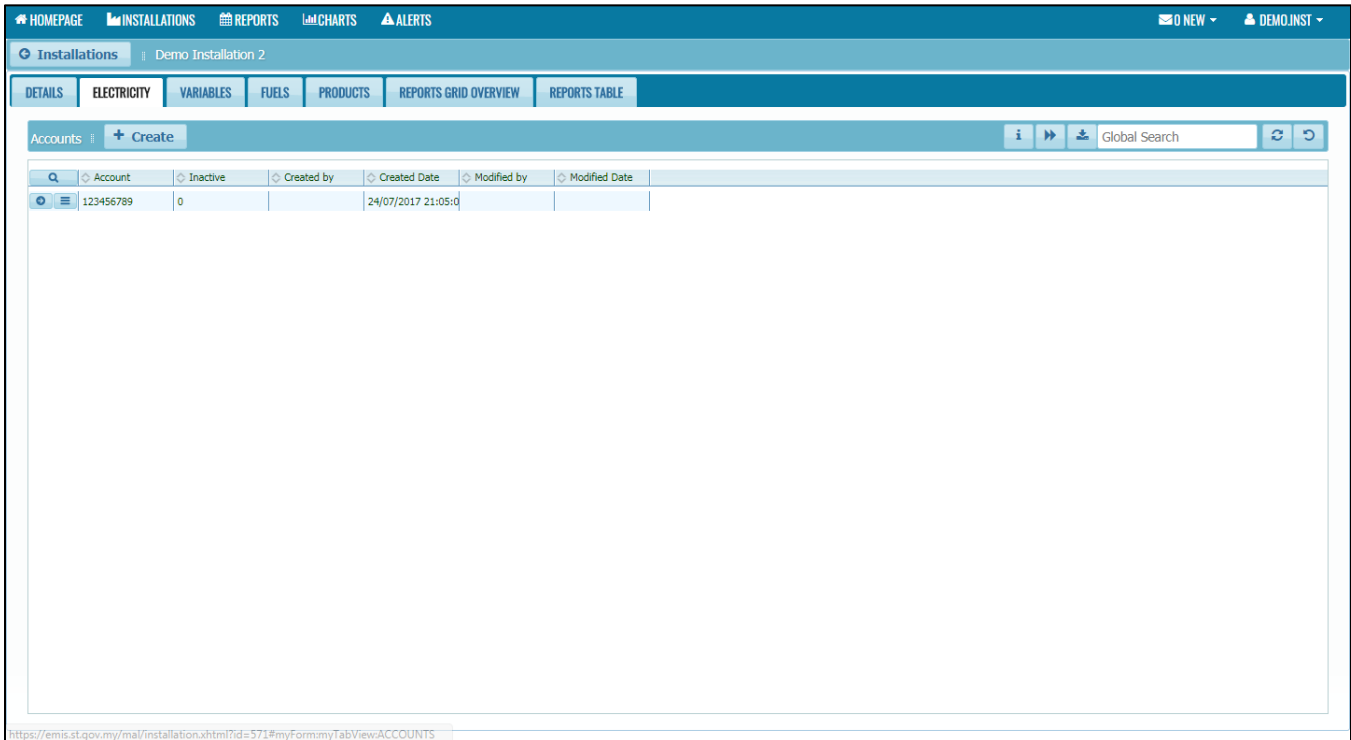 HOMEPAGE INSTALLATIONS REPORTS CHARTS ALERTS 0 NEW DEMO.INST
Installations Demo Installation 2
DETAILS ELECTRICITY VARIABLES FUELS PRODUCTS REPORTS GRID OVERVIEW REPORTS TABLE
Accounts + Create i Global Search
Account Inactive Created by Created Date Modified by Modified Date
123456789 0 24/07/2017 21:05:0
https://emis.st.gov.my/mal/installation.xhtml?id=571#myForm:myTabView:ACCOUNTS